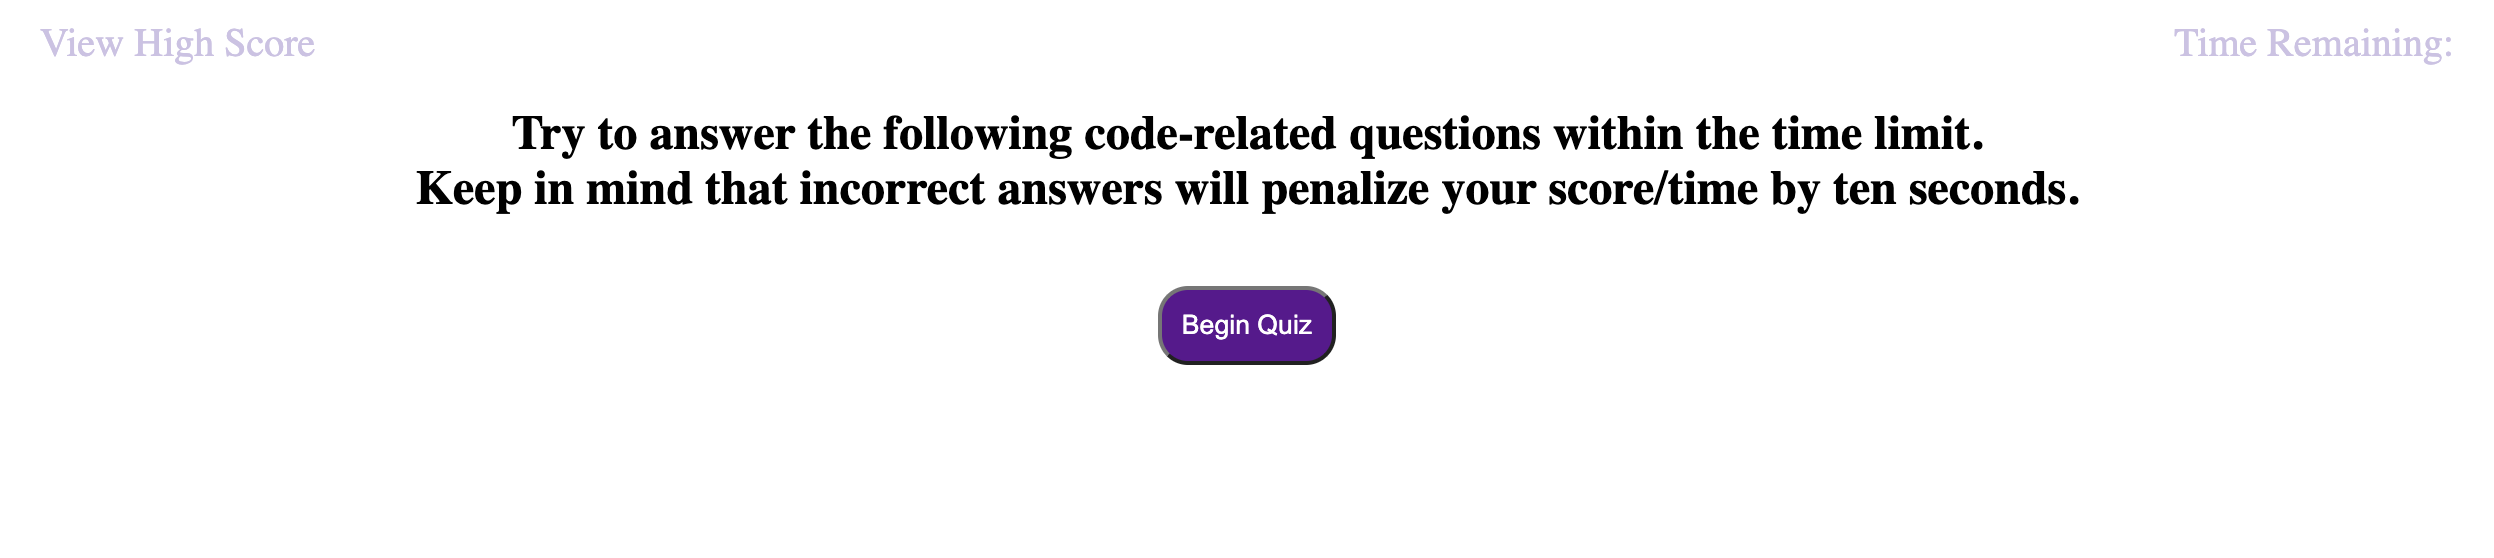 View High Score
Time Remaining:
Try to answer the following code-related questions within the time limit.
Keep in mind that incorrect answers will penalize your score/time by ten seconds.
Begin Quiz